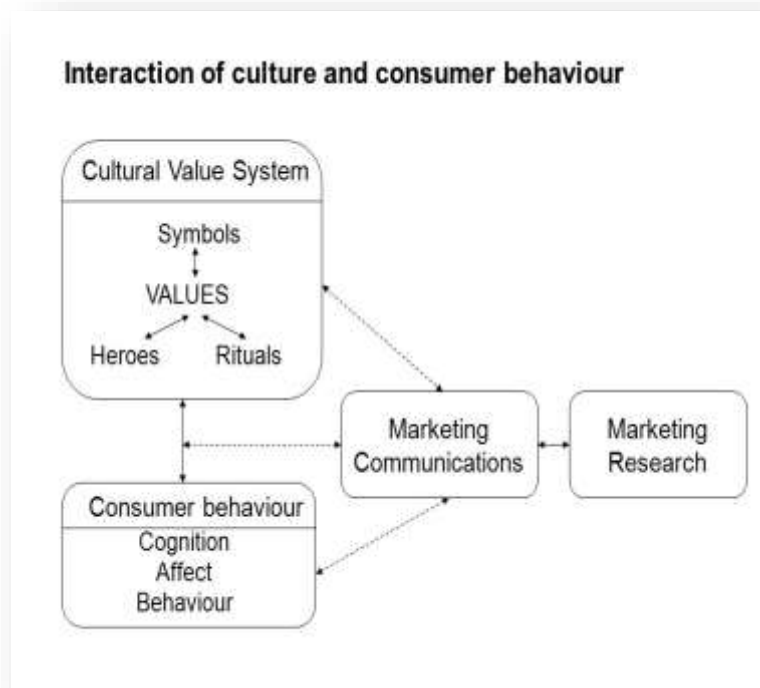 Interaction of culture and consumer behaviour
Cultural Value System
Symbols
VALUES
Heroes Rituals
Marketing
Communications
Marketing
Research
Consumer behaviour
Cognition
Affect
Behaviour